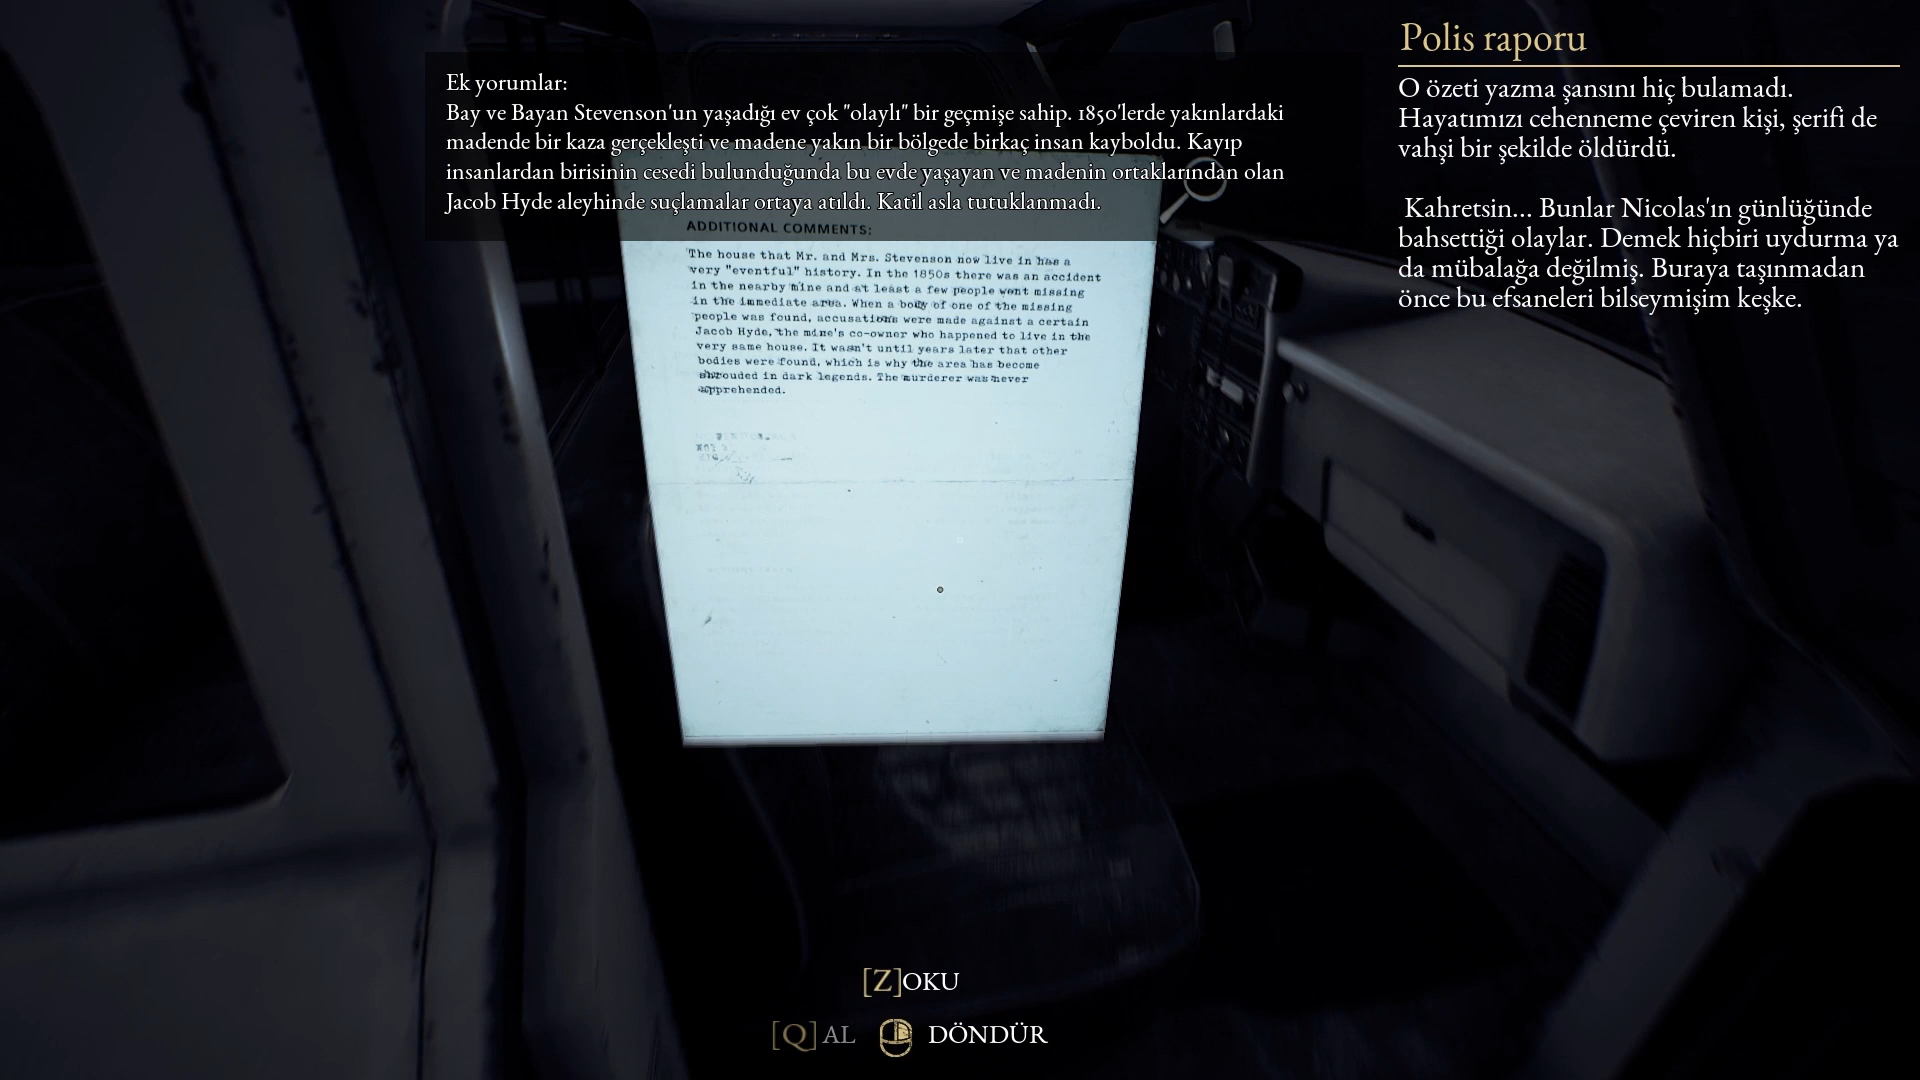 Polis raporu
O özeti yazma şansını hiç bulamadı.
Hayatımızı cehenneme çeviren kişi, şerifi de
vahşi bir şekilde öldürdü.
Kahretsin... Bunlar Nicolas'ın günlüğünde
bahsettiği olaylar. Demek hiçbiri uydurma ya
da mübalağa değilmiş. Buraya taşınmadan
önce bu efsaneleri bilseymişim keşke.
Ek yorumlar:
Bay ve Bayan Stevenson'un yaşadığı ev çok "olaylı" bir geçmişe sahip. 1850'lerde yakınlardaki
madende bir kaza gerçekleşti ve madene yakın bir bölgede birkaç insan kayboldu. Kayıp
insanlardan birisinin cesedi bulunduğunda bu evde yaşayan ve madenin ortaklarından olan
Jacob Hyde aleyhinde suçlamalar ortaya atıldı. Katil asla tutuklanmadı.
ADDITIONAL COMMENTS:
The house that Mr. and Mrs. Stevenson now live in has a
very "eventful" history. In the 1850s there was an accident
in the nearby mine and at least a few people went missing
in the immediate area. When a body of one of the missing
people was found, accusations were made against a certain
Jacob Hyde, the mine's co-owner who happened to live in the
very same house. It wasn't until years later that other
bodies were found, which is why the area has become
shrouded in dark legends. The murderer was never
apprehended.
[Z]OKU
[Q] AL DÖNDÜR